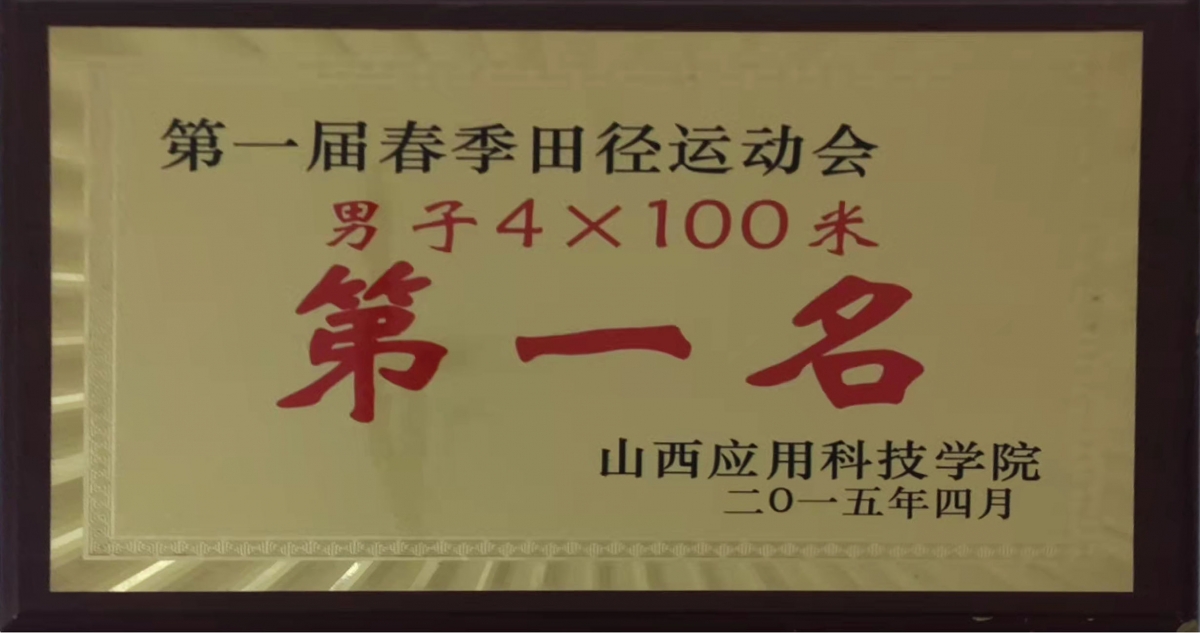 第一届春季田径运动会
男子4×100米
第一名
山西应用科技学院
二〇一五年四月